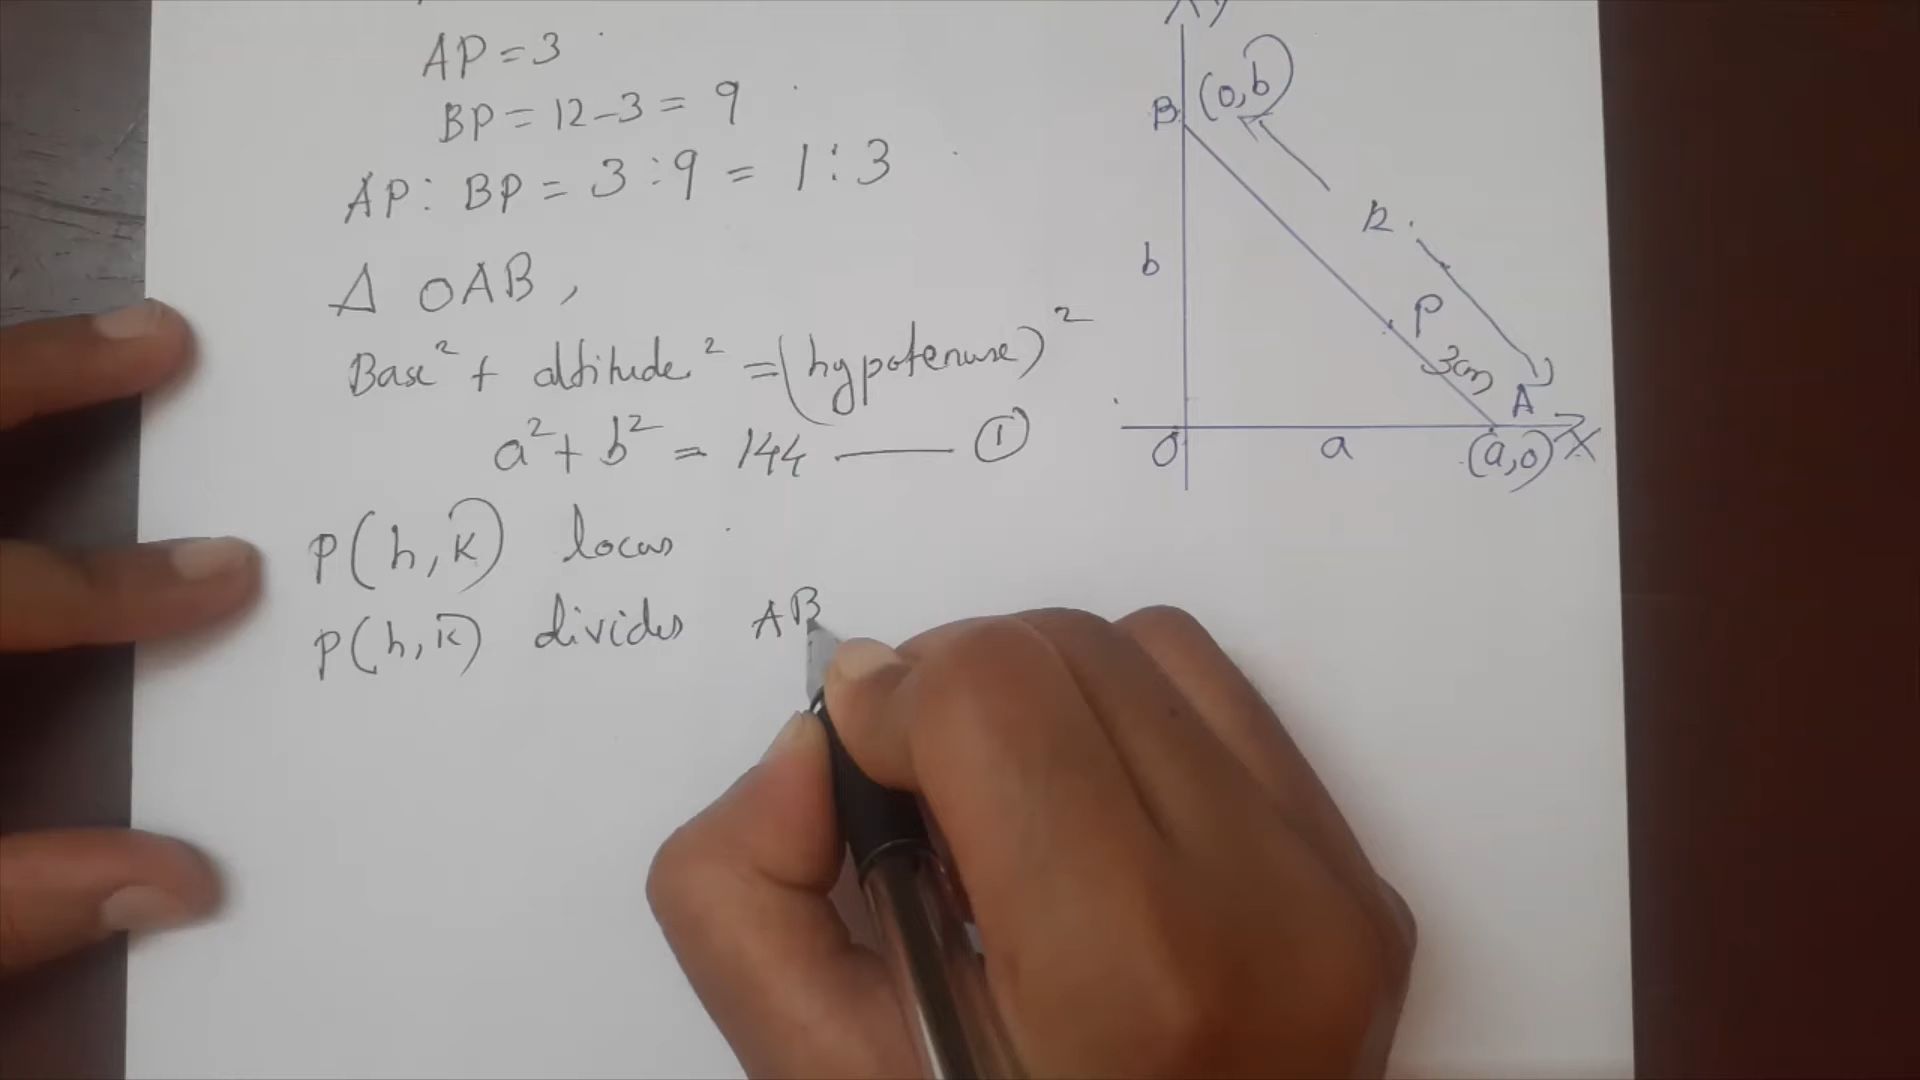 AP = 3
BP = 12 - 3 = 9
AP : BP = 3 : 9 = 1 : 3
Δ OAB,
Base² + altitude² = (hypotenuse)²
a² + b² = 144 —— ①
P(h, k) locus
P(h, k) divides AB
y
B (0, b)
12
b
P
3cm
A
O
a
(a, 0)
X